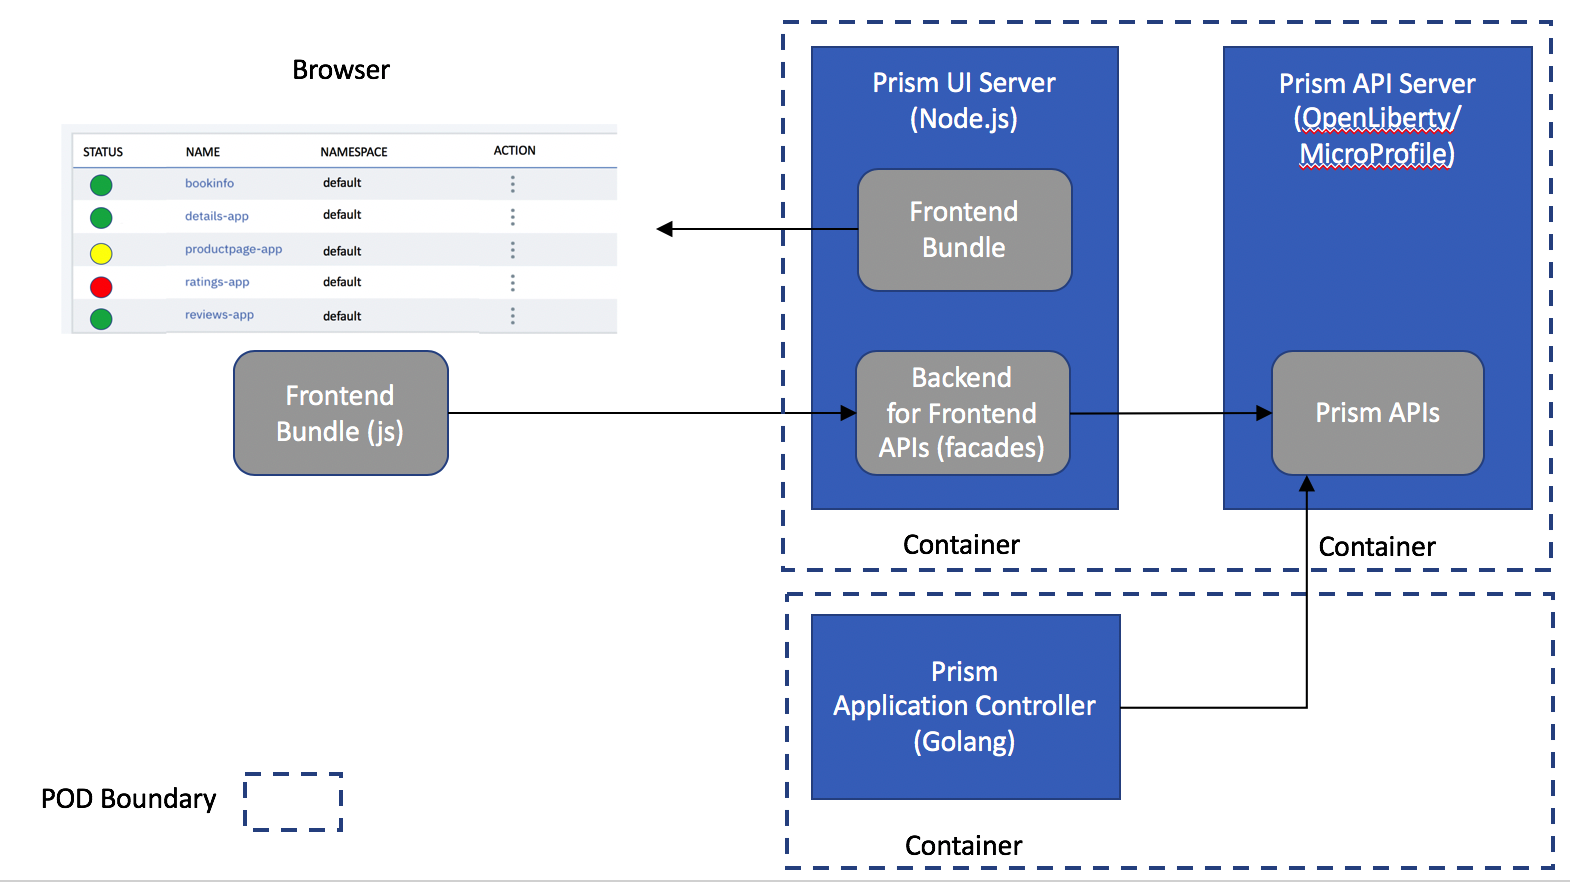 Browser
STATUS NAME NAMESPACE ACTION
bookinfo default
details-app default
productpage-app default
ratings-app default
reviews-app default
Frontend
Bundle (js)
Prism UI Server
(Node.js)
Frontend
Bundle
Backend
for Frontend
APIs (facades)
Container
Prism API Server
(OpenLiberty/
MicroProfile)
Prism APIs
Container
Prism
Application Controller
(Golang)
Container
POD Boundary